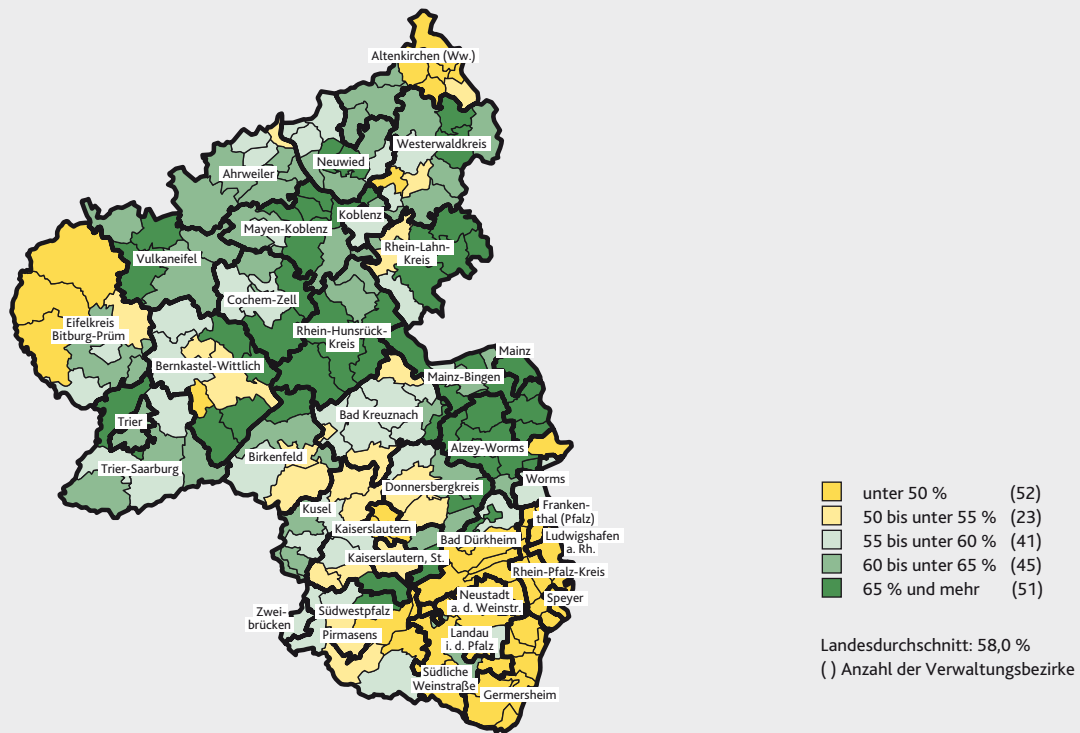 Altenkirchen (Ww.)
Westerwaldkreis
Neuwied
Ahrweiler
Koblenz
Mayen-Koblenz
Rhein-Lahn-
Kreis
Vulkaneifel
Cochem-Zell
Eifelkreis
Bitburg-Prüm
Rhein-Hunsrück-
Kreis
Mainz
Bernkastel-Wittlich
Mainz-Bingen
Bad Kreuznach
Trier
Alzey-Worms
Birkenfeld
Trier-Saarburg
Worms
Donnersbergkreis
Kusel
Franken-
thal (Pfalz)
Kaiserslautern
Ludwigshafen
a. Rh.
Bad Dürkheim
Kaiserslautern, St.
Rhein-Pfalz-Kreis
Neustadt
a. d. Weinstr.
Speyer
Zwei-
brücken
Südwestpfalz
Pirmasens
Landau
i. d. Pfalz
Südliche
Weinstraße
Germersheim
unter 50 % (52)
50 bis unter 55 % (23)
55 bis unter 60 % (41)
60 bis unter 65 % (45)
65 % und mehr (51)
Landesdurchschnitt: 58,0 %
( ) Anzahl der Verwaltungsbezirke